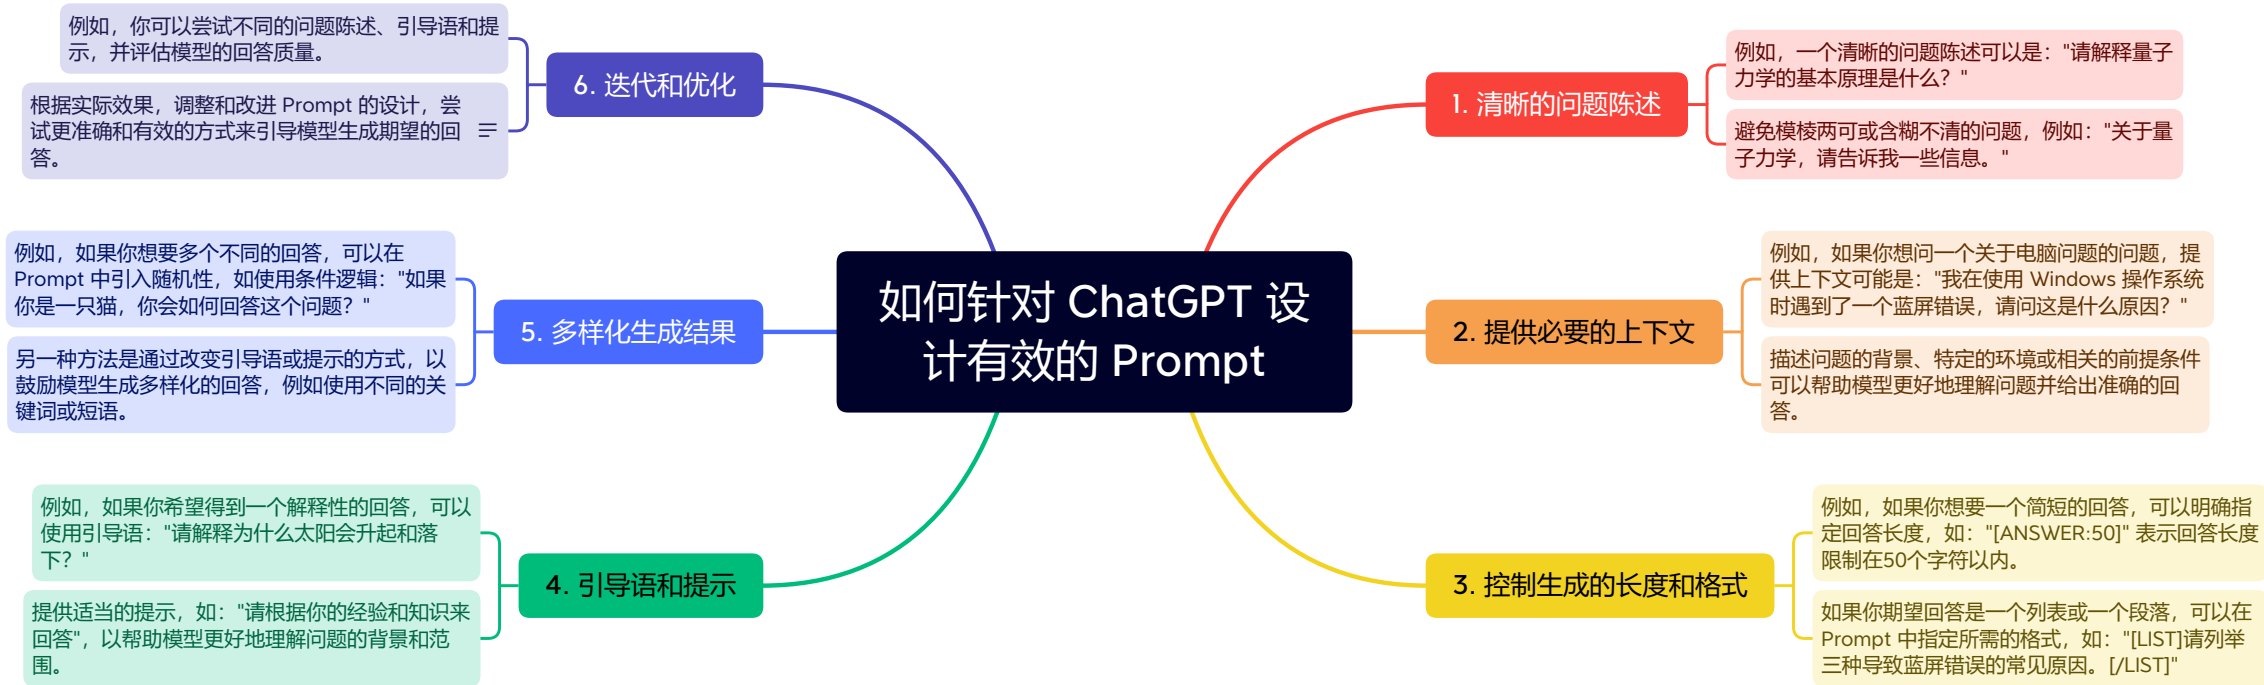 如何针对 ChatGPT 设
计有效的 Prompt
1. 清晰的问题陈述
例如，一个清晰的问题陈述可以是："请解释量子
力学的基本原理是什么？"
避免模棱两可或含糊不清的问题，例如："关于量
子力学，请告诉我一些信息。"
2. 提供必要的上下文
例如，如果你想问一个关于电脑问题的问题，提
供上下文可能是："我在使用 Windows 操作系统
时遇到了一个蓝屏错误，请问这是什么原因？"
描述问题的背景、特定的环境或相关的前提条件
可以帮助模型更好地理解问题并给出准确的回
答。
3. 控制生成的长度和格式
例如，如果你想要一个简短的回答，可以明确指
定回答长度，如："[ANSWER:50]" 表示回答长度
限制在50个字符以内。
如果你期望回答是一个列表或一个段落，可以在
Prompt 中指定所需的格式，如："[LIST]请列举
三种导致蓝屏错误的常见原因。[/LIST]"
4. 引导语和提示
例如，如果你希望得到一个解释性的回答，可以
使用引导语："请解释为什么太阳会升起和落
下？"
提供适当的提示，如："请根据你的经验和知识来
回答"，以帮助模型更好地理解问题的背景和范
围。
5. 多样化生成结果
例如，如果你想要多个不同的回答，可以在
Prompt 中引入随机性，如使用条件逻辑："如果
你是一只猫，你会如何回答这个问题？"
另一种方法是通过改变引导语或提示的方式，以
鼓励模型生成多样化的回答，例如使用不同的关
键词或短语。
6. 迭代和优化
例如，你可以尝试不同的问题陈述、引导语和提
示，并评估模型的回答质量。
根据实际效果，调整和改进 Prompt 的设计，尝
试更准确和有效的方式来引导模型生成期望的回
答。